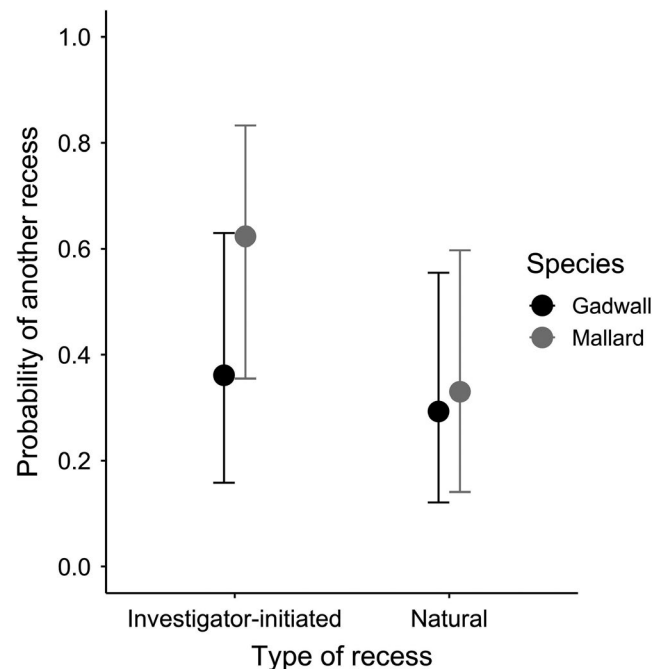 1.0
0.8
0.6
0.4
0.2
0.0
Probability of another recess
Investigator-initiated Natural
Type of recess
Species
Gadwall
Mallard